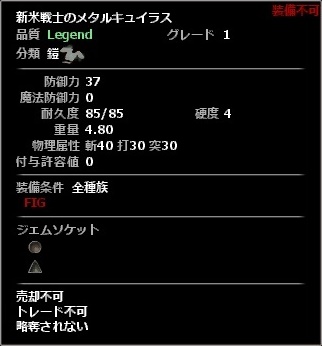 新米戦士のメタルキュイラス 装備不可
品質 Legend グレード 1
分類 鎧
防御力 37
魔法防御力 0
耐久度 85/85 硬度 4
重量 4.80
物理属性 斬40 打30 突30
付与許容値 0
装備条件 全種族
FIG
ジェムソケット
売却不可
トレード不可
略奪されない